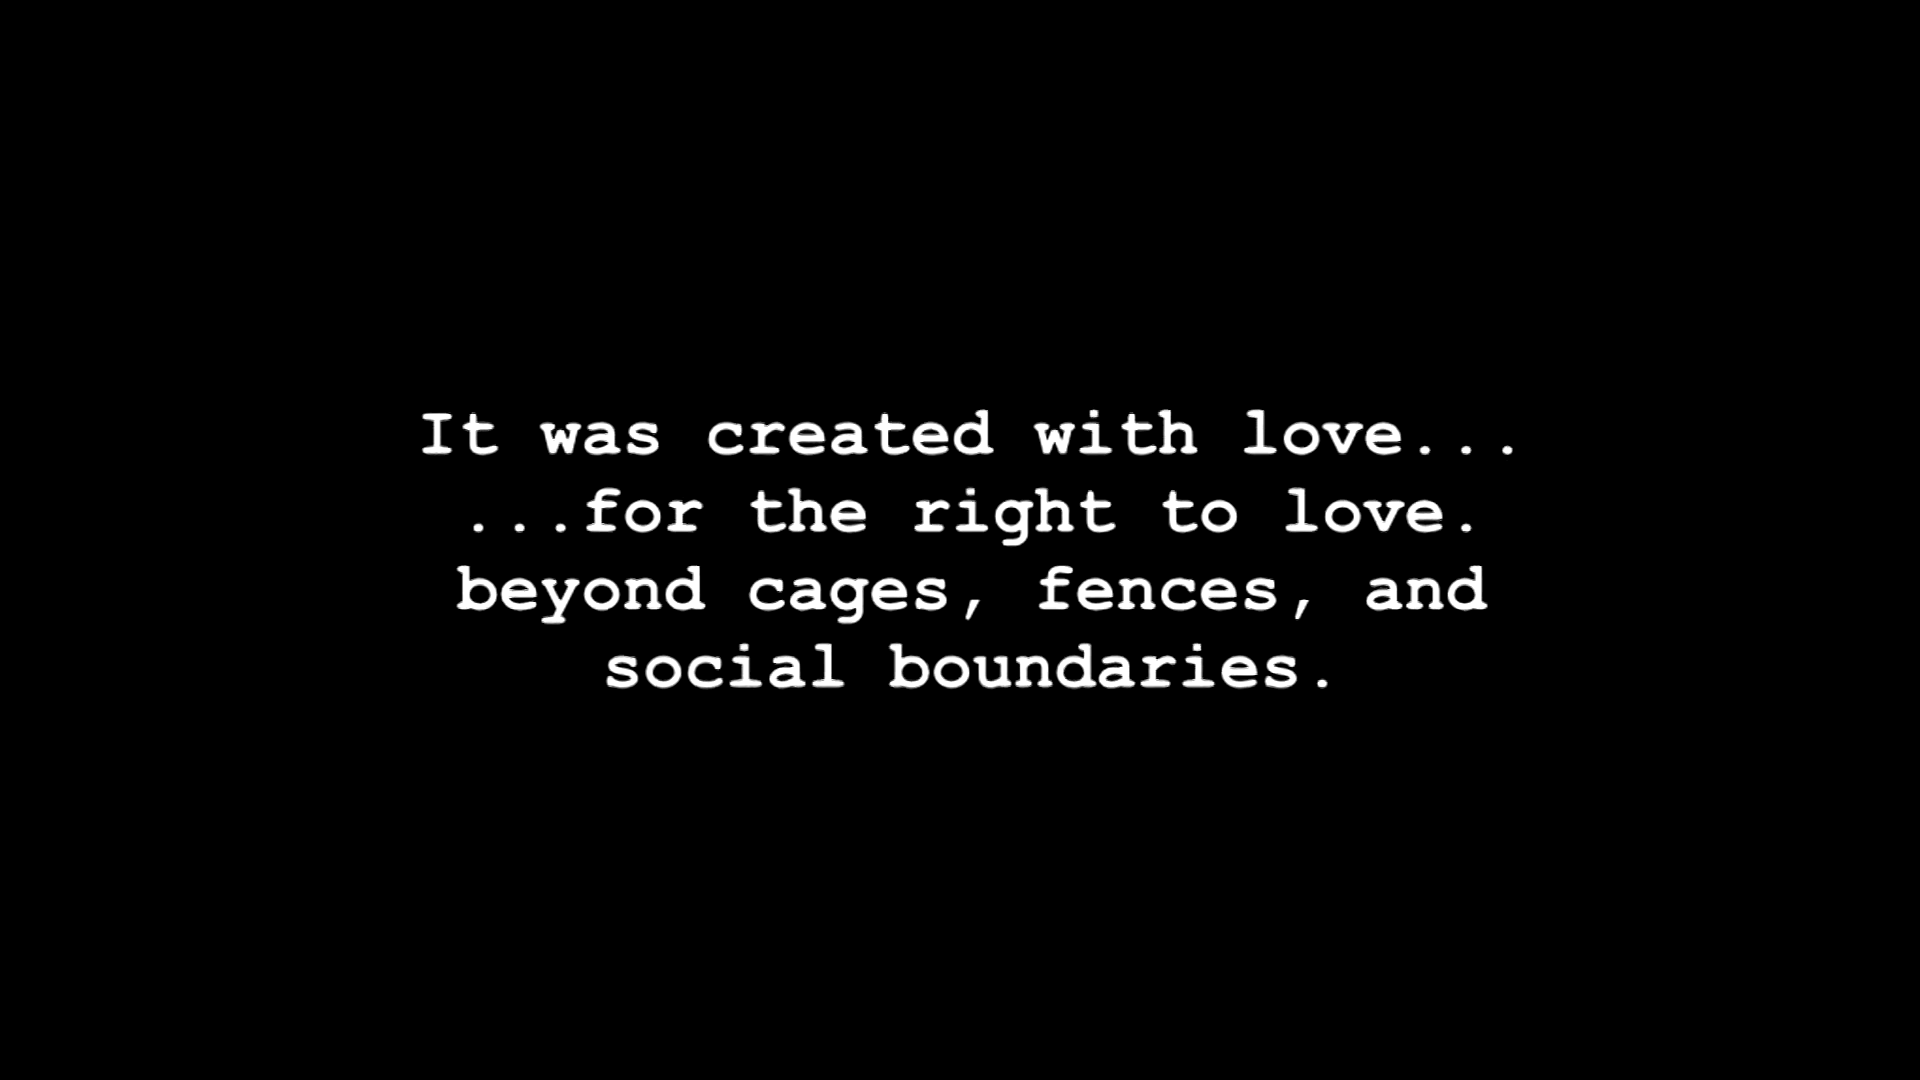 It was created with love...
...for the right to love.
beyond cages, fences, and
social boundaries.